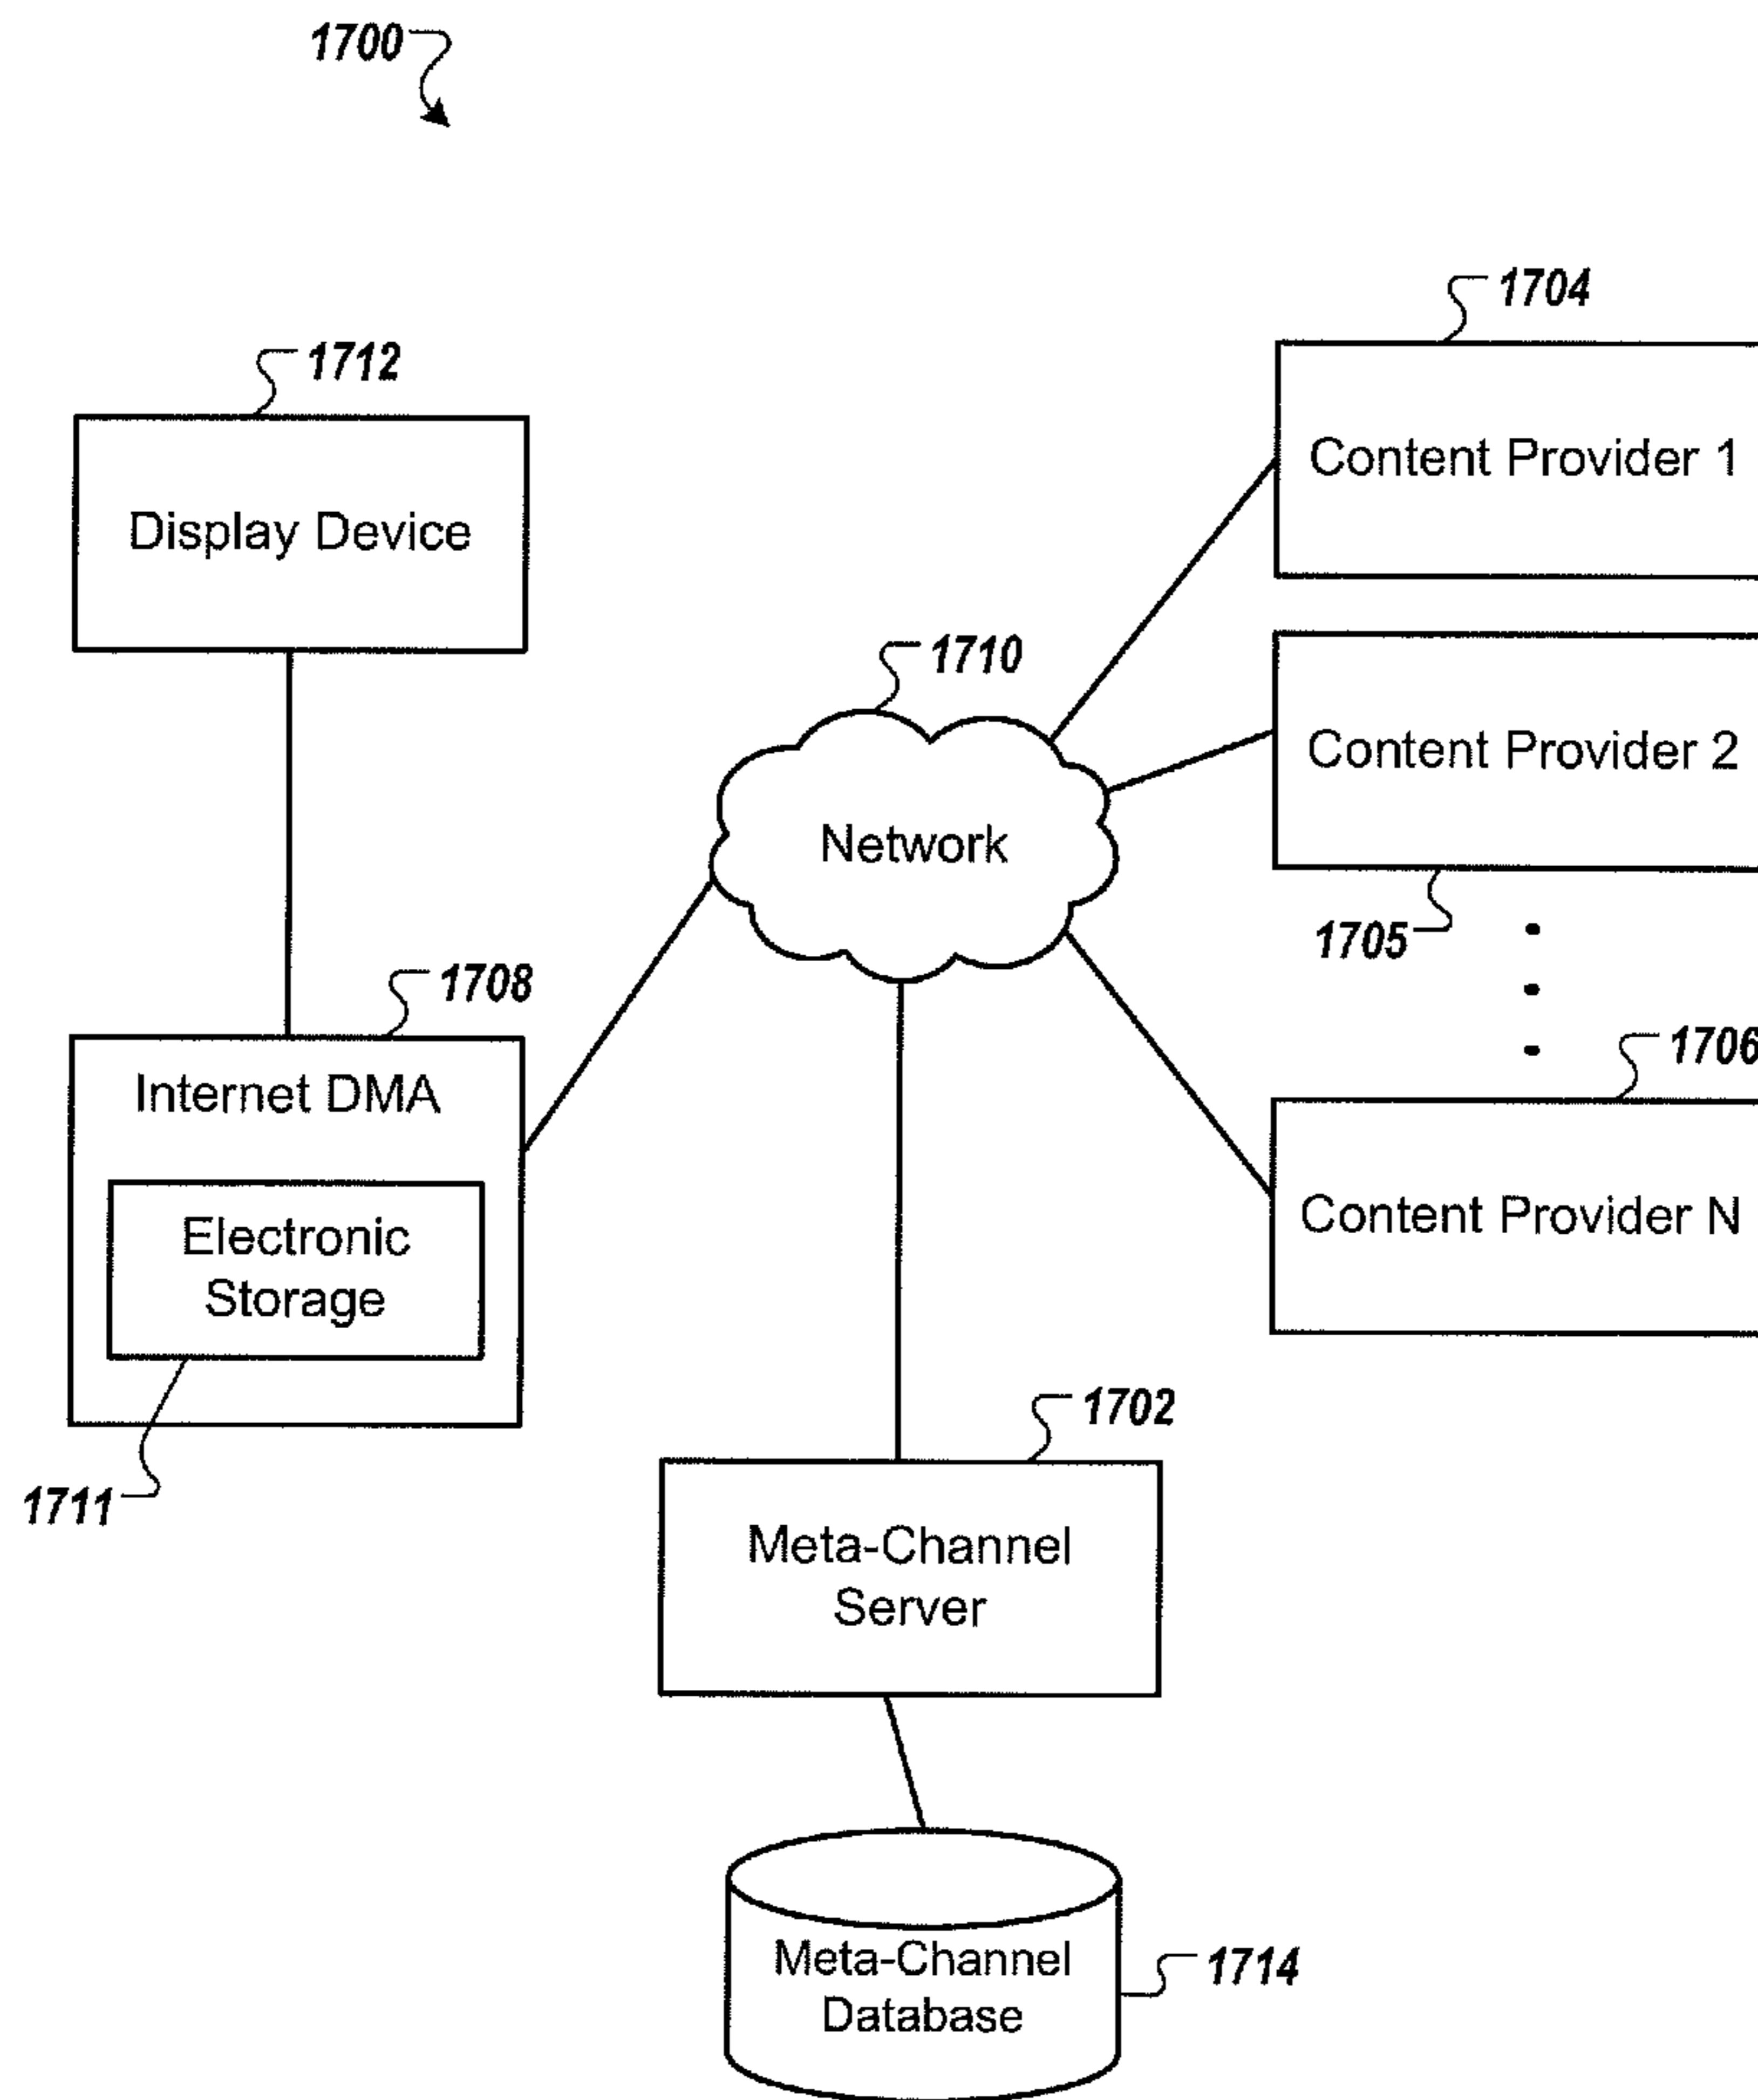 1700
1704
1712
Content Provider 1
Display Device
1710
Content Provider 2
Network
1705
1708
1706
Internet DMA
Content Provider N
Electronic
Storage
1702
1711
Meta-Channel
Server
Meta-Channel
Database
1714